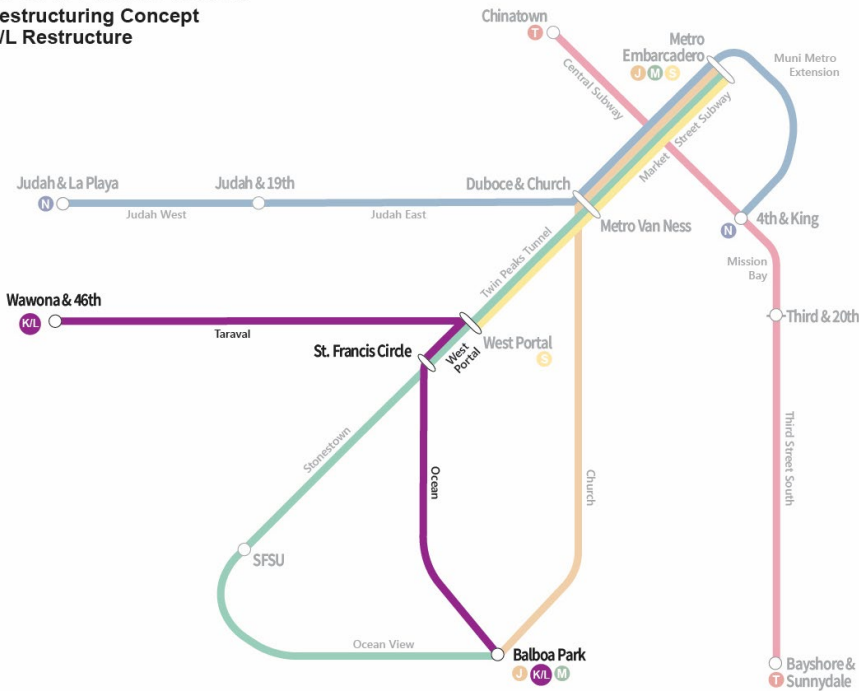 estructuring Concept
/L Restructure
Chinatown
T
Central Subway
Metro
Embarcadero
J M S
Muni Metro
Extension
Market Street Subway
Judah & La Playa
N
Judah & 19th
Duboce & Church
Judah West
Judah East
Metro Van Ness
4th & King
N
Mission
Bay
Twin Peaks Tunnel
Wawona & 46th
K/L
Taraval
Third & 20th
St. Francis Circle
West
Portal
West Portal
S
Stonestown
Ocean
Church
Third Street South
SFSU
Ocean View
Balboa Park
J K/L M
Bayshore &
T Sunnydale